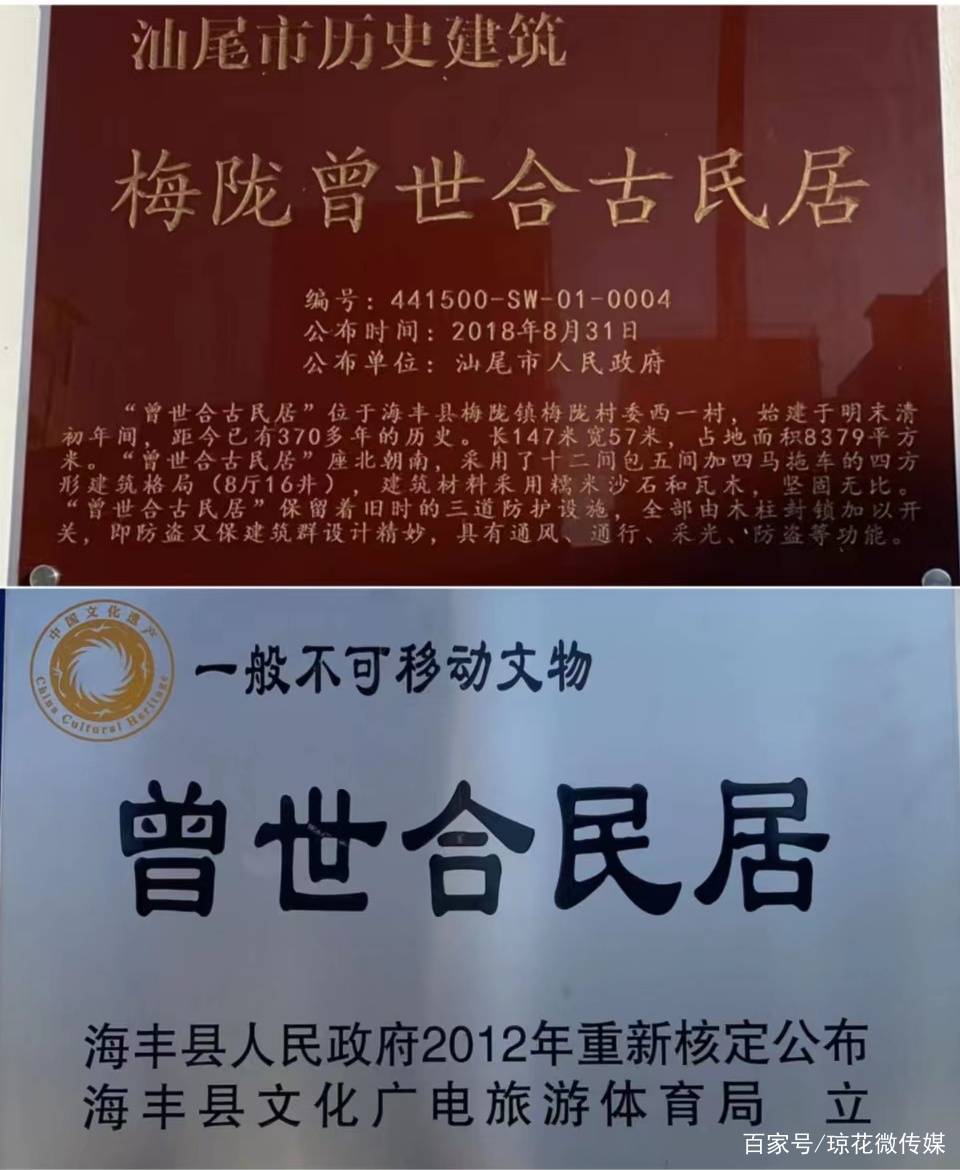 汕尾市历史建筑
梅陇曾世合古民居
编号：441500-SW-01-0004
公布时间：2018年8月31日
公布单位：汕尾市人民政府
“曾世合古民居”位于海丰县梅陇镇梅陇村委西一村，始建于明末清
初年间，距今已有370多年的历史。长147米宽57米，占地面积8379平方
米。“曾世合古民居”座北朝南，采用了十二间包五间加四马拖车的四方
形建筑格局（8厅16井），建筑材料采用糯米沙石和瓦木，坚固无比。
“曾世合古民居”保留着旧时的三道防护设施，全部由木柱封锁加以开
关，即防盗又保建筑群设计精妙，具有通风、通行、采光、防盗等功能。
中国文化遗产
China Cultural Heritage
一般不可移动文物
曾世合民居
海丰县人民政府2012年重新核定公布
海丰县文化广电旅游体育局 立
百家号/琼花微传媒